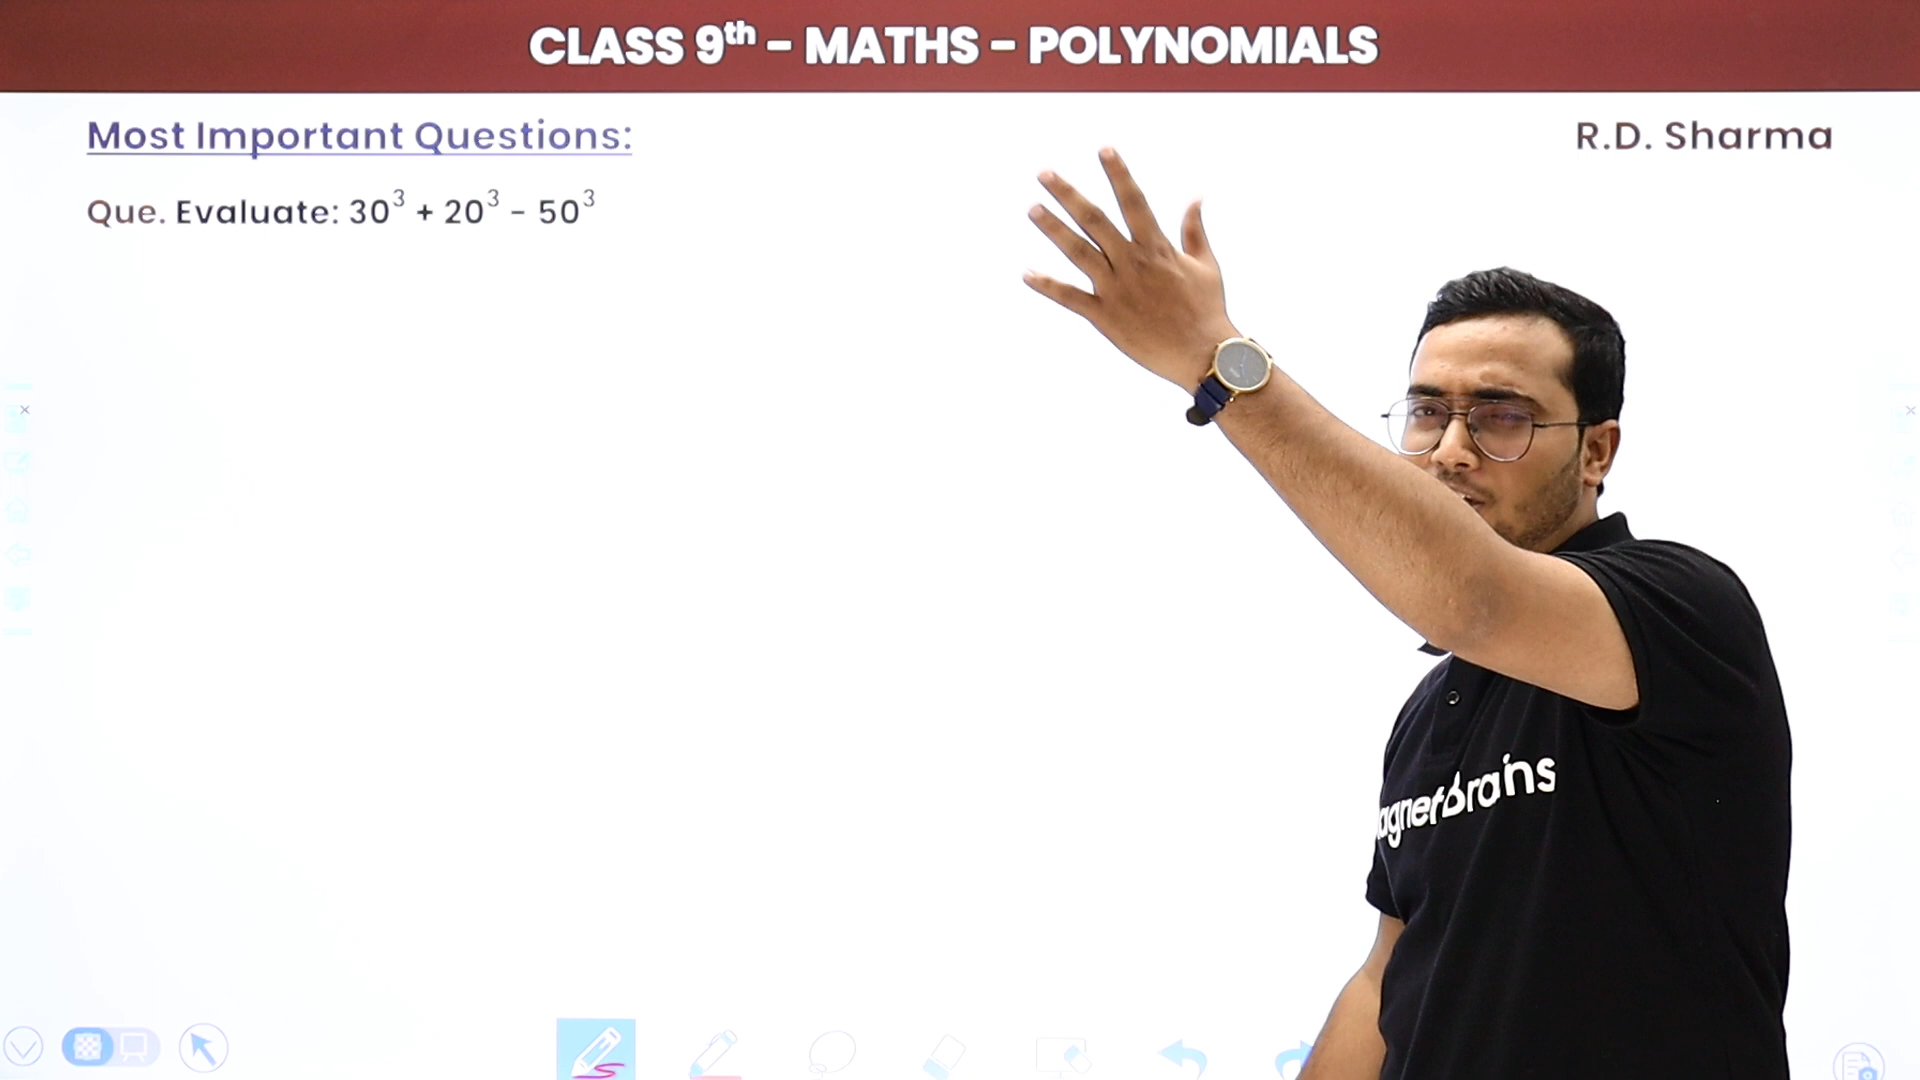 CLASS 9th - MATHS - POLYNOMIALS
Most Important Questions:
R.D. Sharma
Que. Evaluate: 30³ + 20³ - 50³
agnetBrains